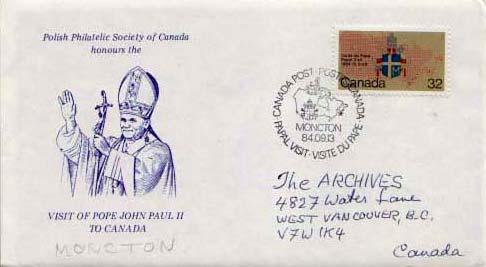 Polish Philatelic Society of Canada
honours the
VISIT OF POPE JOHN PAUL II
TO CANADA
MONCTON
Canada 32
CANADA POST · POSTES CANADA
MONCTON
84.09.13
PAPAL VISIT · VISITE DU PAPE
The ARCHIVES
4827 Water Lane
WEST VANCOUVER, B.C.
V7W 1K4
Canada